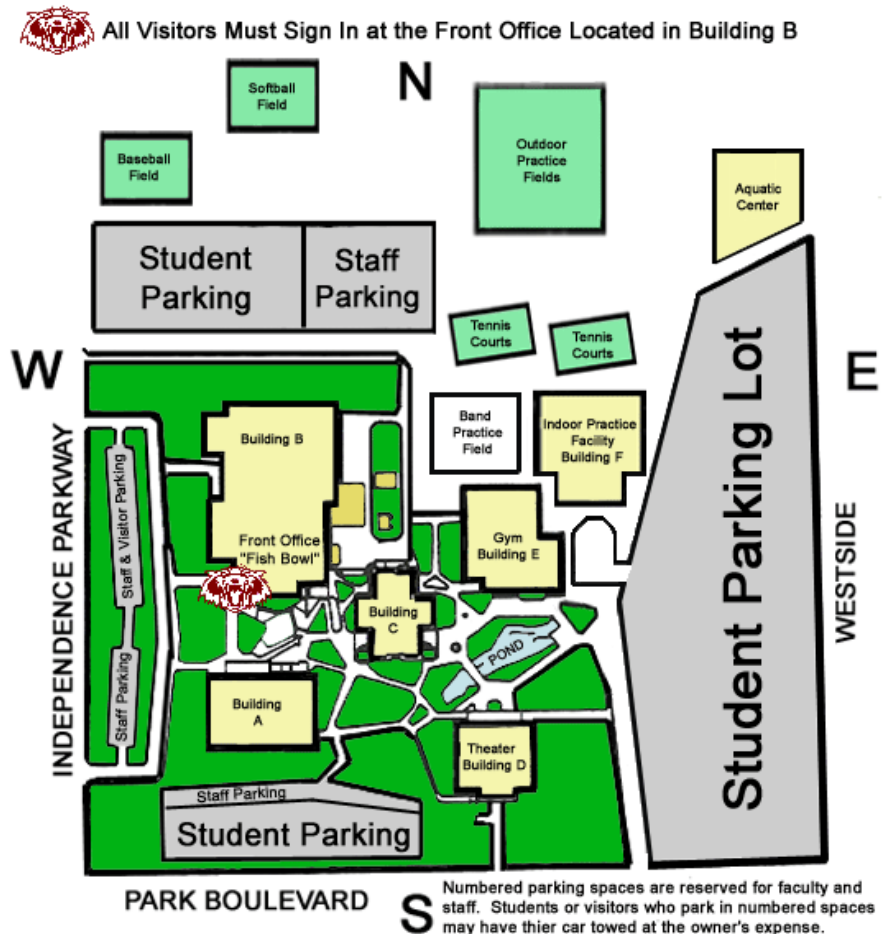 All Visitors Must Sign In at the Front Office Located in Building B
N
Softball
Field
Baseball
Field
Outdoor
Practice
Fields
Aquatic
Center
Student
Parking
Staff
Parking
Tennis
Courts
Tennis
Courts
W
E
Band
Practice
Field
Indoor Practice
Facility
Building F
Building B
Front Office
"Fish Bowl"
Gym
Building E
Building
C
POND
Building
A
Theater
Building D
INDEPENDENCE PARKWAY
Staff & Visitor Parking
Staff Parking
Student Parking Lot
WESTSIDE
Staff Parking
Student Parking
PARK BOULEVARD
S
Numbered parking spaces are reserved for faculty and
staff. Students or visitors who park in numbered spaces
may have thier car towed at the owner's expense.